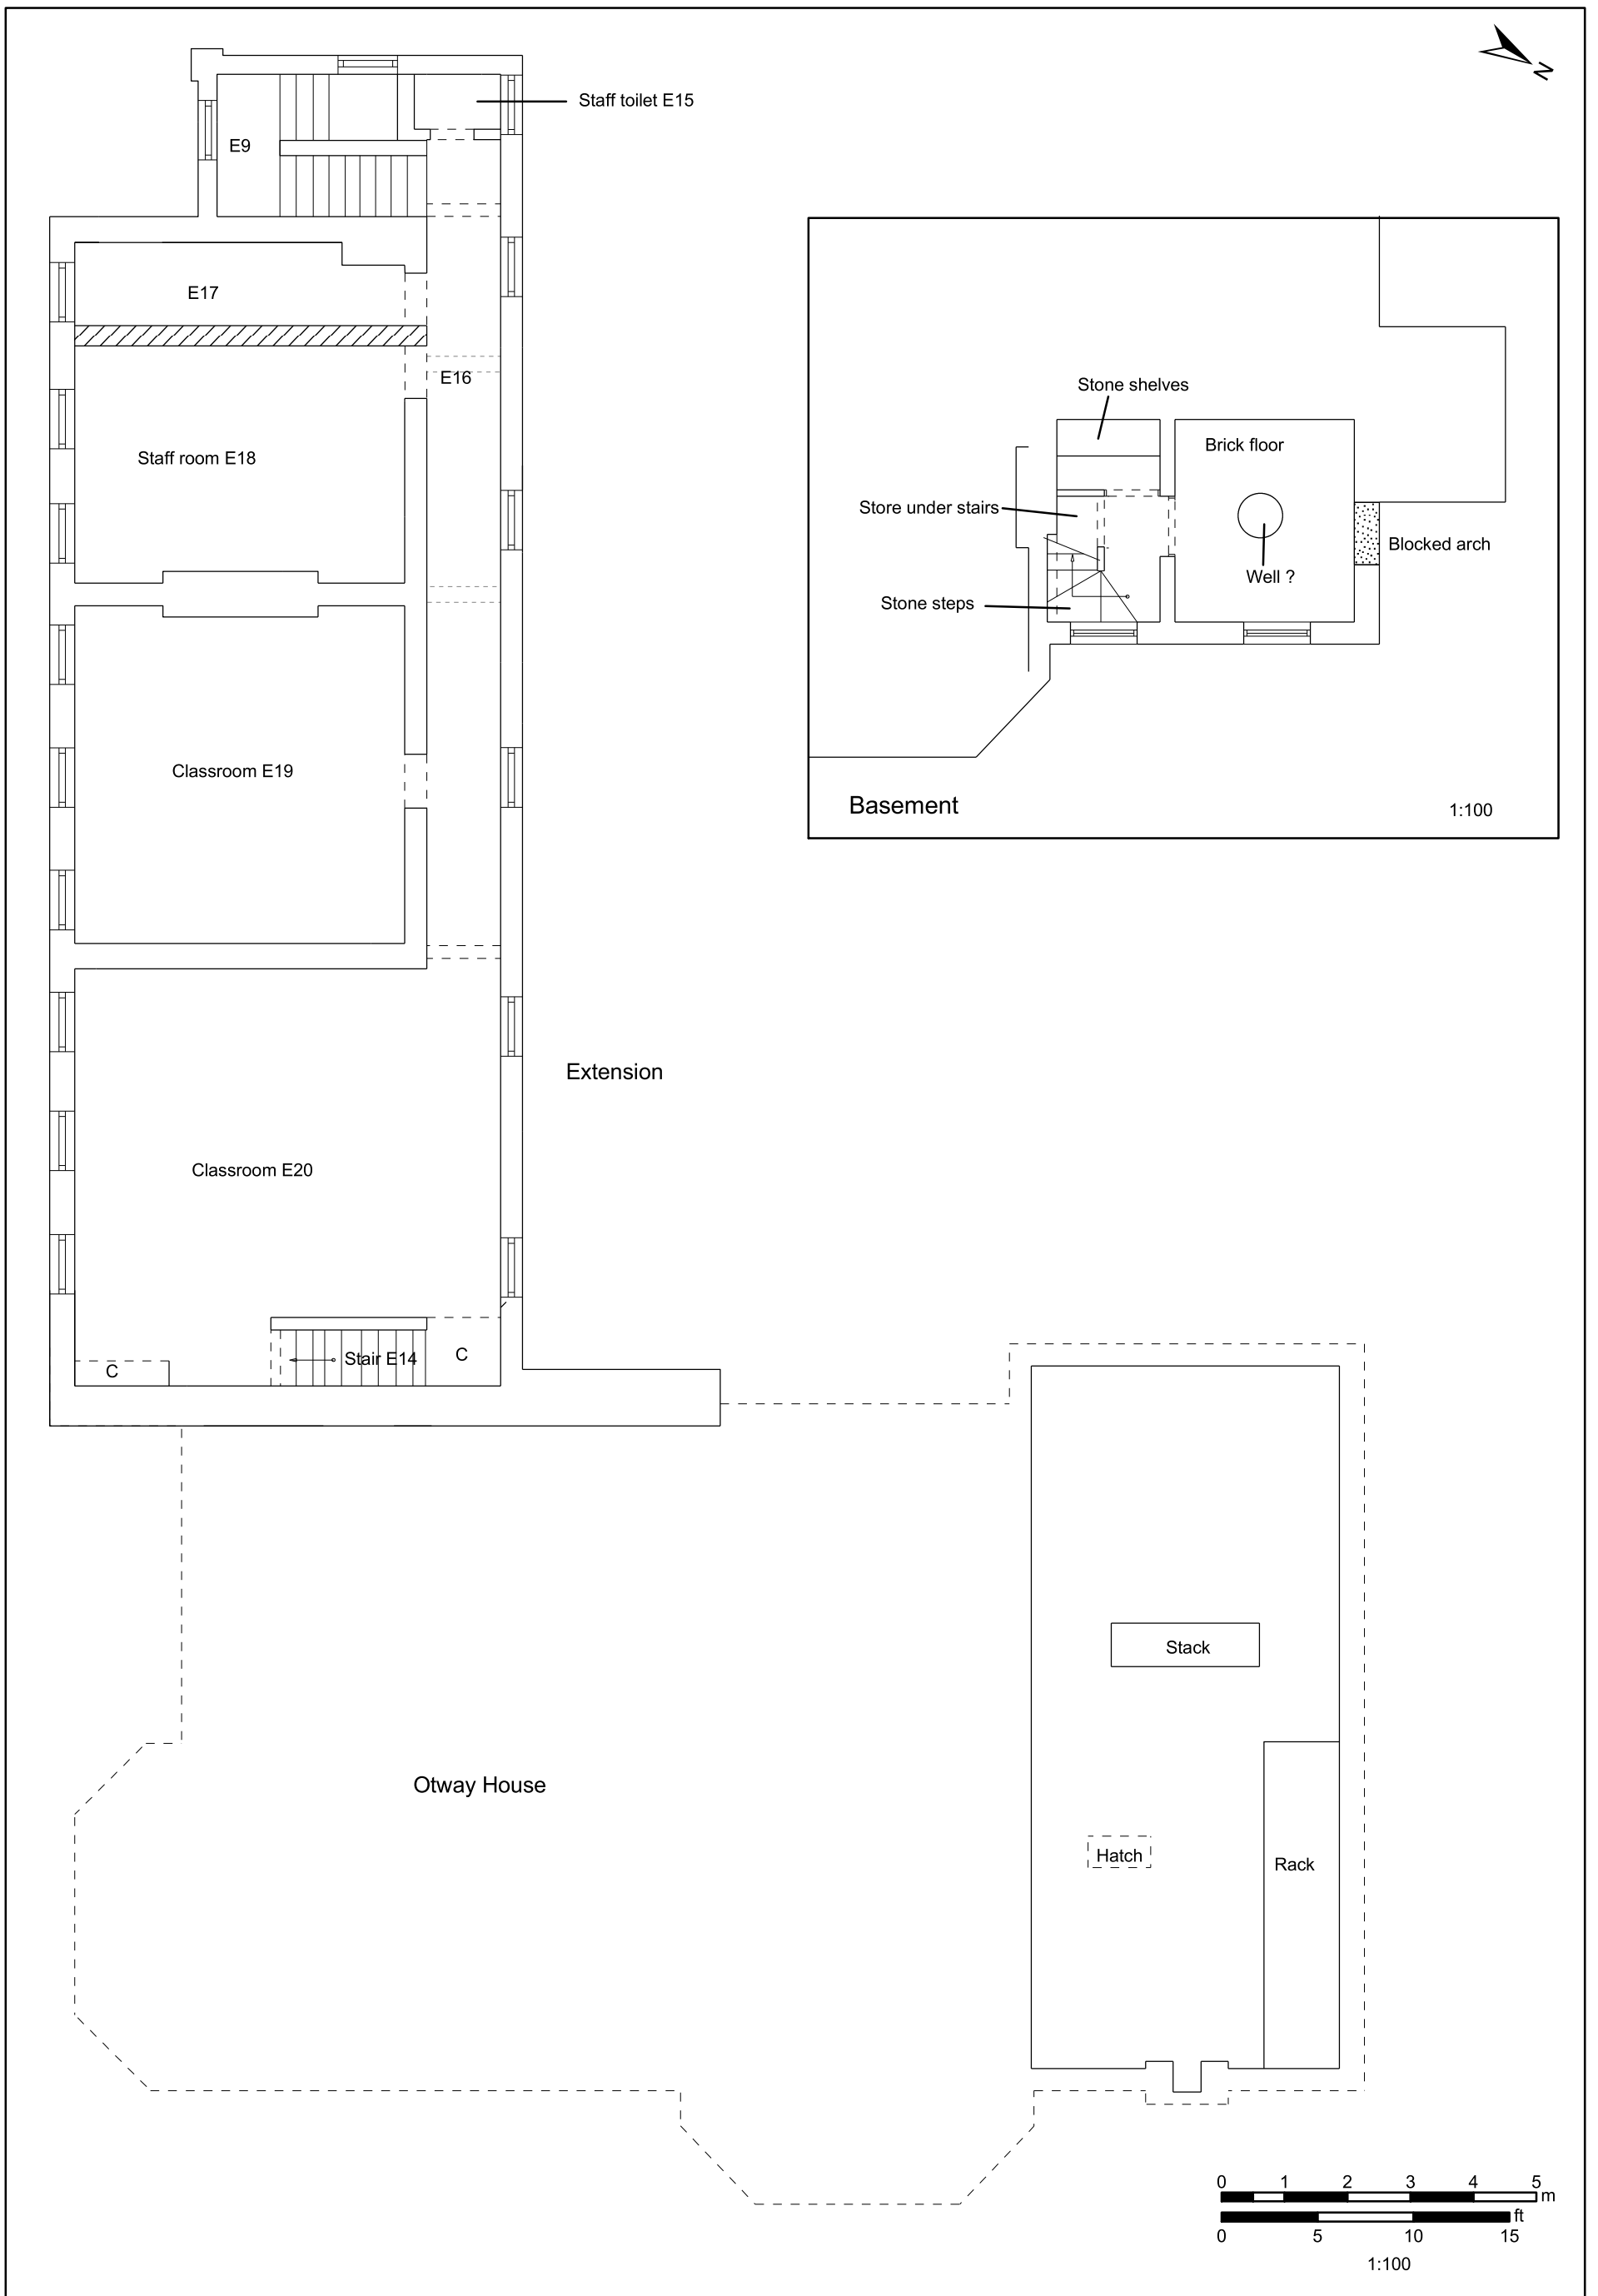 N
Staff toilet E15
E9
E17
E16
Staff room E18
Stone shelves
Brick floor
Store under stairs
Blocked arch
Well ?
Stone steps
Classroom E19
Basement
1:100
Extension
Classroom E20
Stair E14
C
C
Stack
Otway House
Hatch
Rack
0 1 2 3 4 5
m
ft
0 5 10 15
1:100